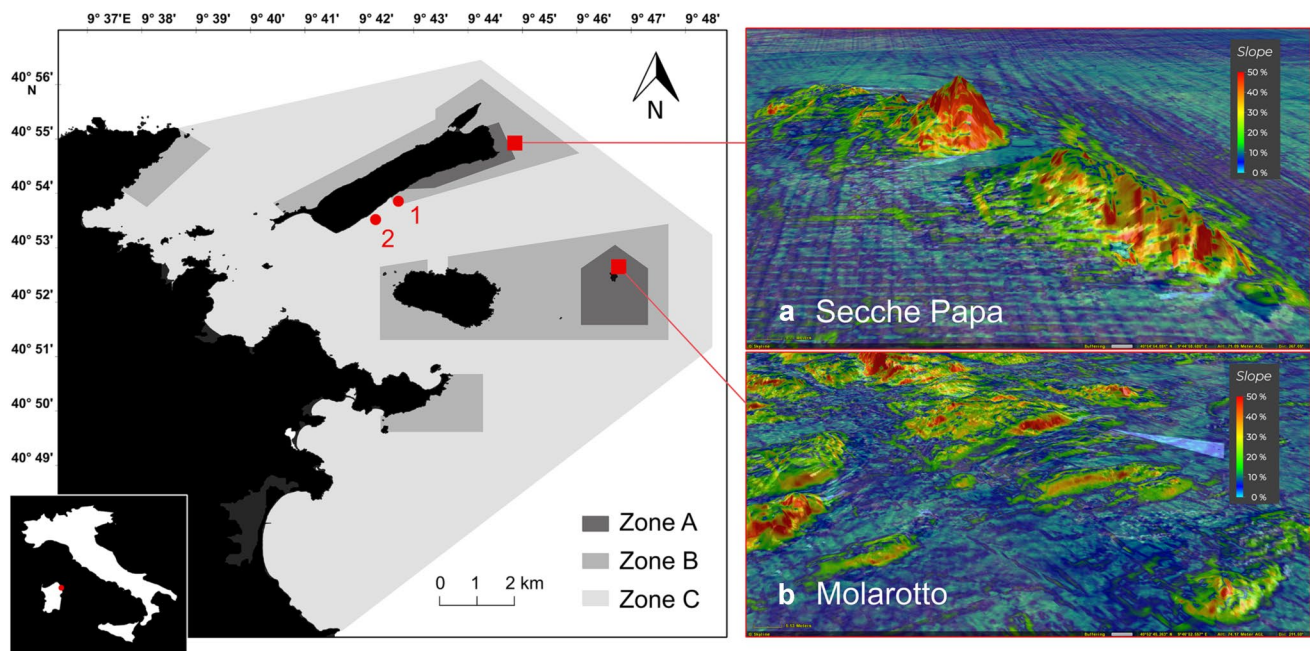 9° 37'E 9° 38' 9° 39' 9° 40' 9° 41' 9° 42' 9° 43' 9° 44' 9° 45' 9° 46' 9° 47' 9° 48'
40° 56'
N
40° 55'
40° 54'
40° 53'
40° 52'
40° 51'
40° 50'
40° 49'
N
1
2
Zone A
Zone B
Zone C
0 1 2 km
Slope
50 %
40 %
30 %
20 %
10 %
0 %
a Secche Papa
Slope
50 %
40 %
30 %
20 %
10 %
0 %
b Molarotto